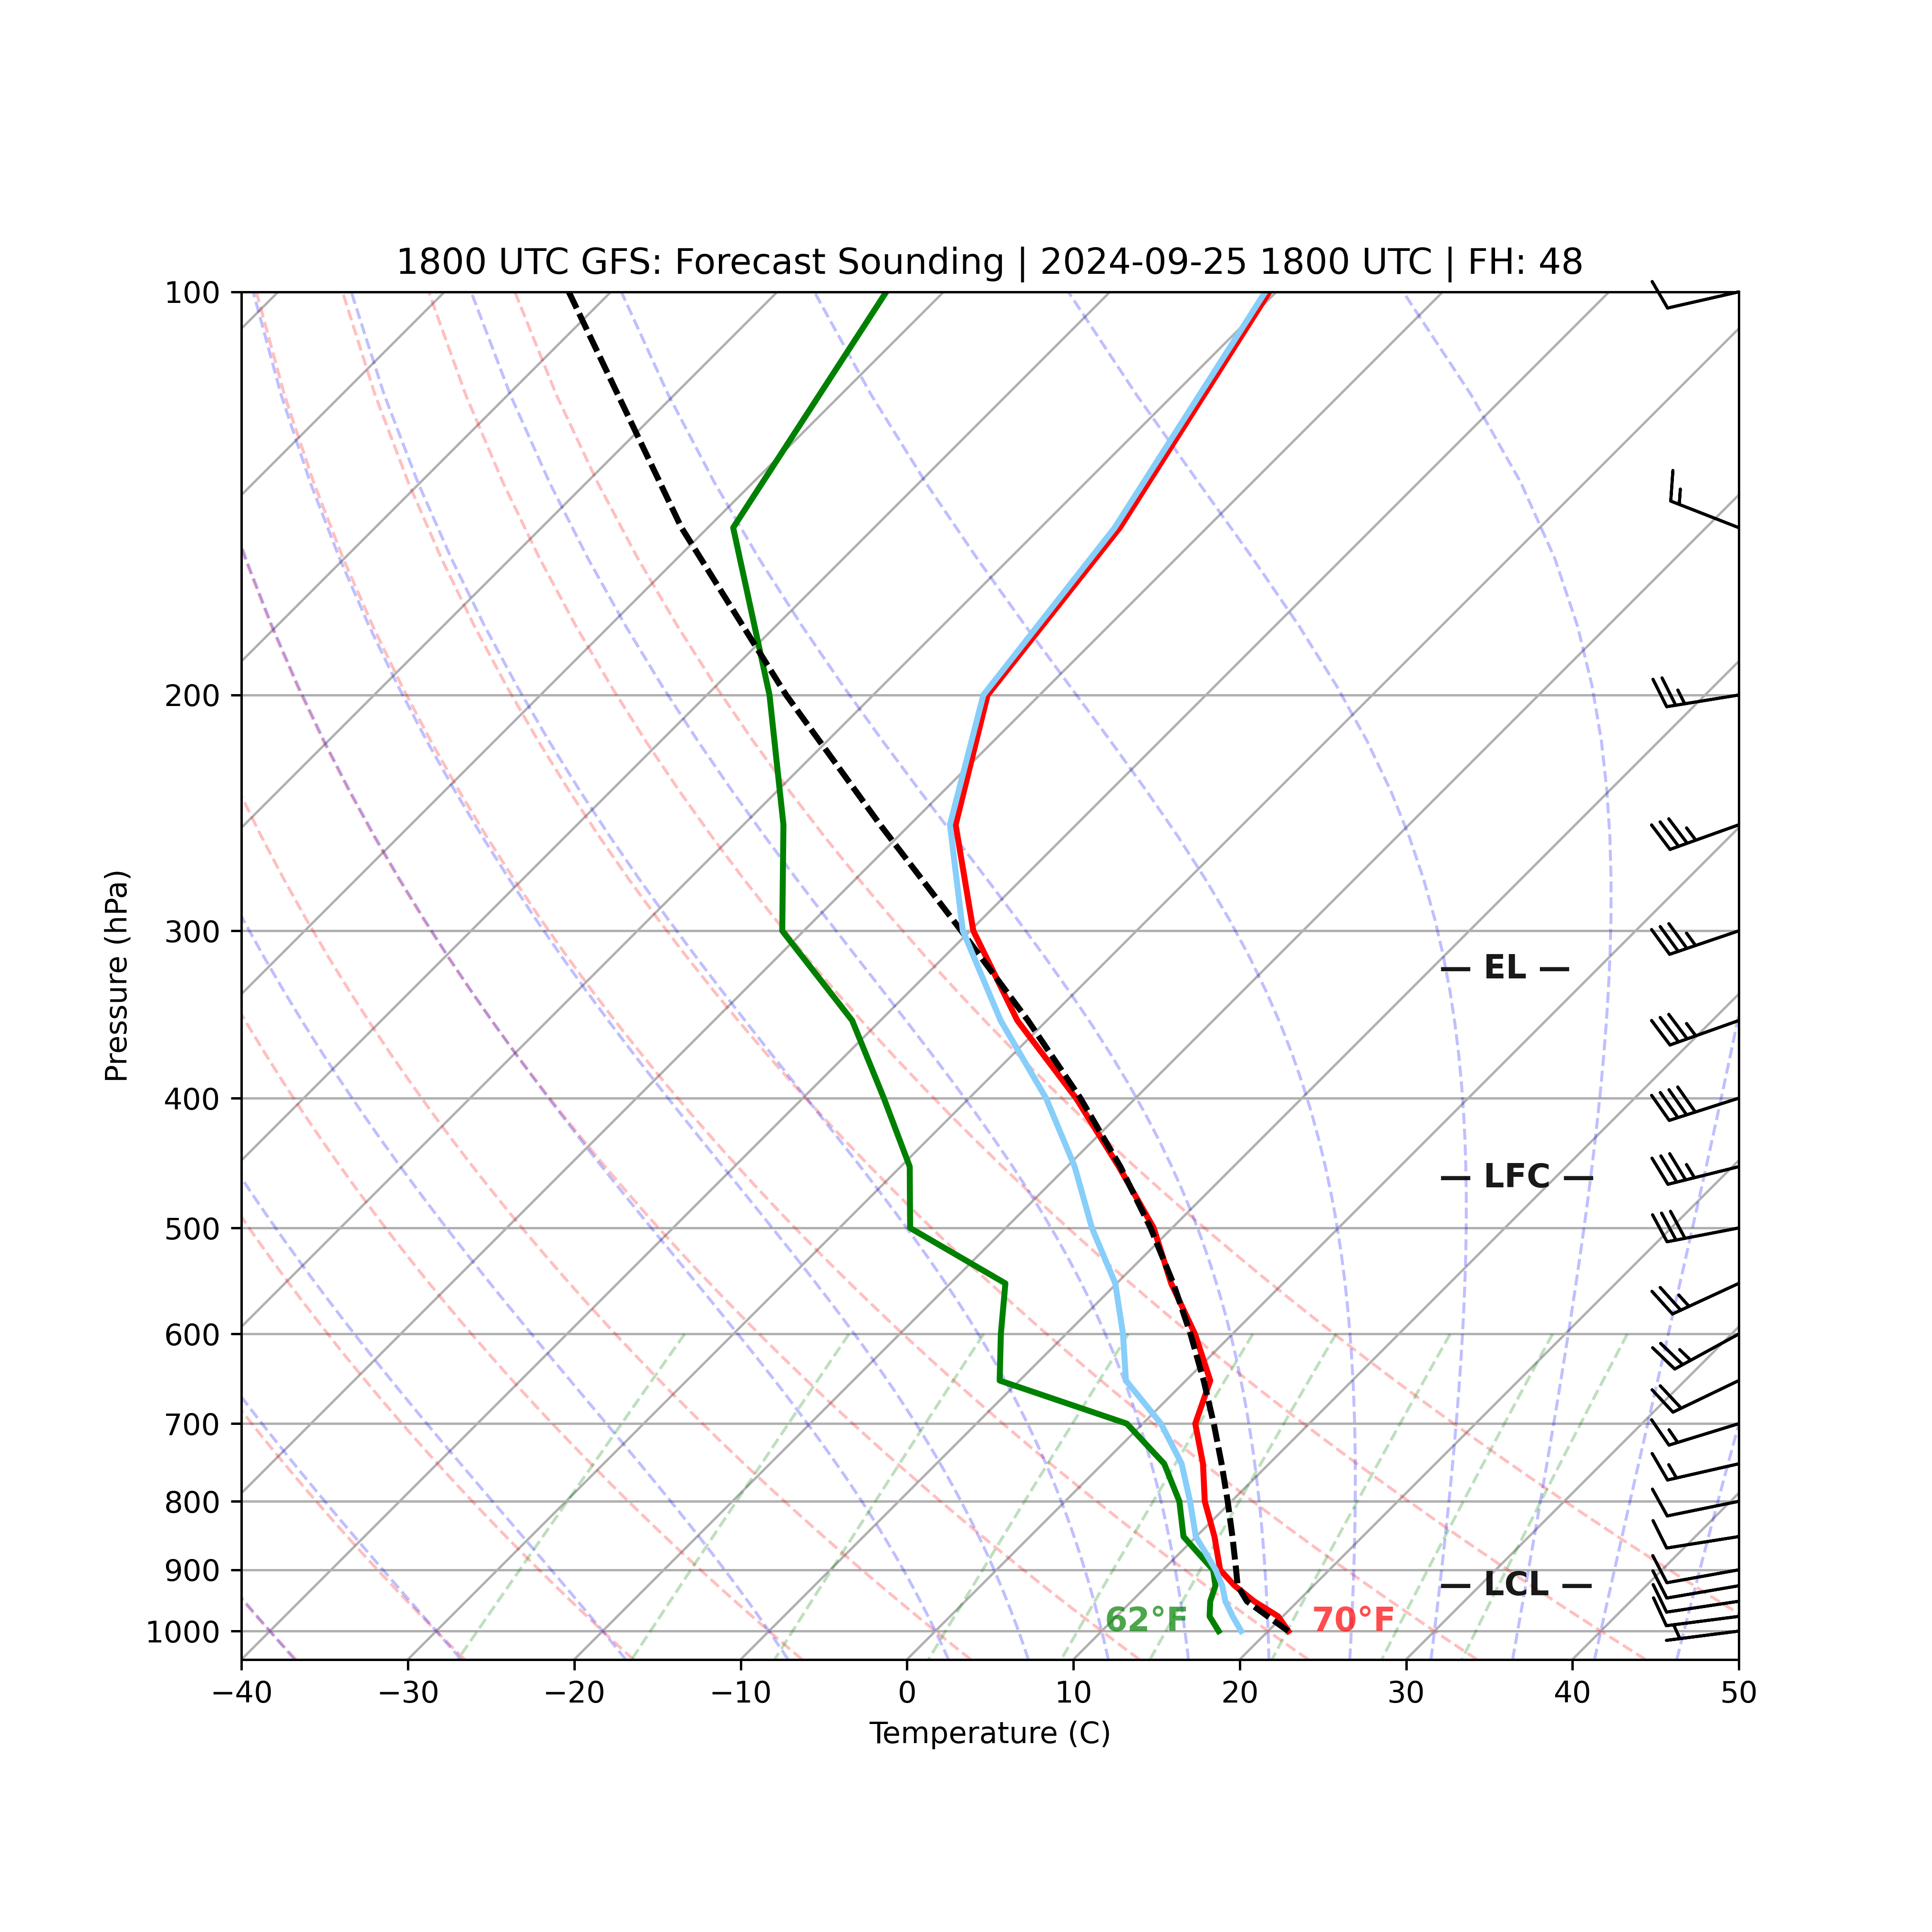 1800 UTC GFS: Forecast Sounding | 2024-09-25 1800 UTC | FH: 48
100
200
300
400
500
600
700
800
900
1000
Pressure (hPa)
— EL —
— LFC —
— LCL —
62°F
70°F
−40
−30
−20
−10
0
10
20
30
40
50
Temperature (C)